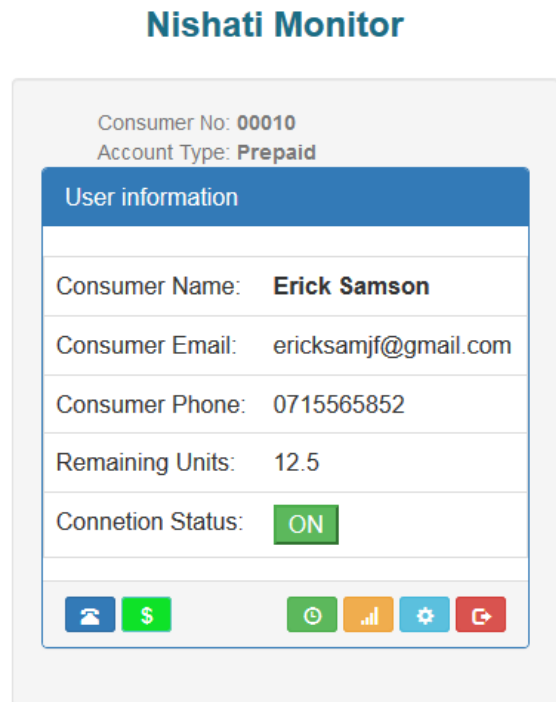 Nishati Monitor
Consumer No: 00010
Account Type: Prepaid
User information
Consumer Name: Erick Samson
Consumer Email: ericksamjf@gmail.com
Consumer Phone: 0715565852
Remaining Units: 12.5
Connetion Status: ON
$